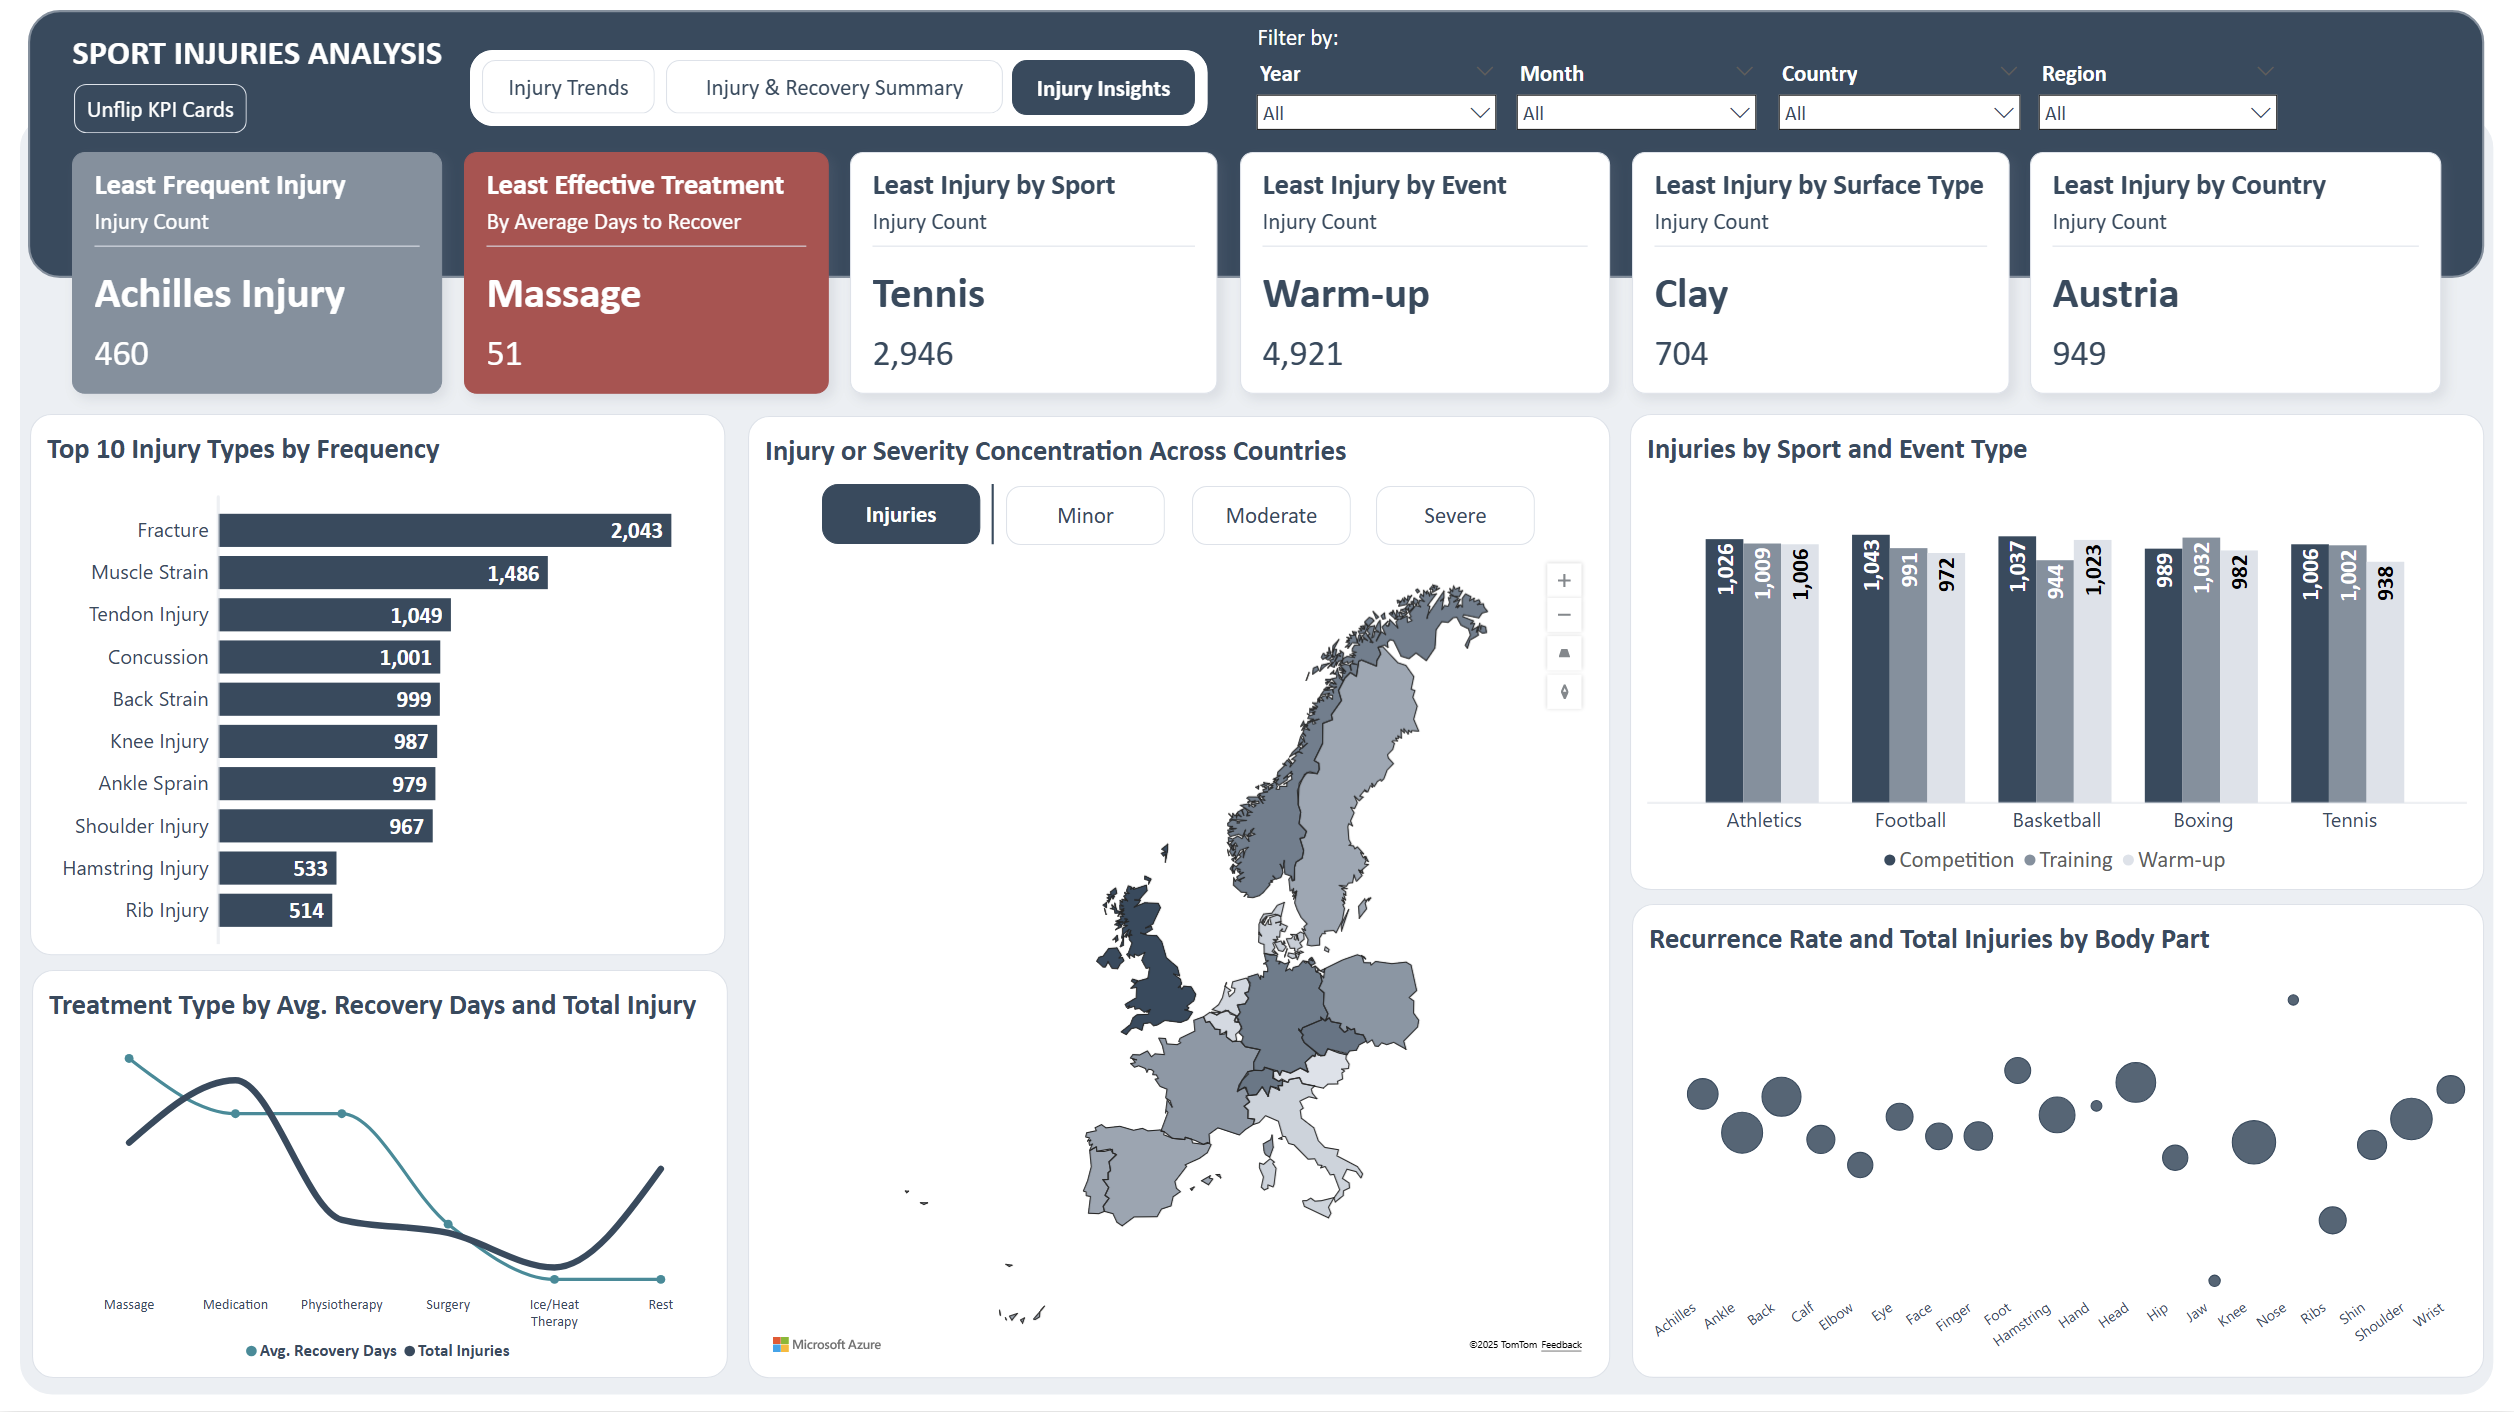 SPORT INJURIES ANALYSIS
Unflip KPI Cards
Injury Trends
Injury & Recovery Summary
Injury Insights
Filter by:
Year
All
Month
All
Country
All
Region
All
Least Frequent Injury
Injury Count
Achilles Injury
460
Least Effective Treatment
By Average Days to Recover
Massage
51
Least Injury by Sport
Injury Count
Tennis
2,946
Least Injury by Event
Injury Count
Warm-up
4,921
Least Injury by Surface Type
Injury Count
Clay
704
Least Injury by Country
Injury Count
Austria
949
Top 10 Injury Types by Frequency
Fracture 2,043
Muscle Strain 1,486
Tendon Injury 1,049
Concussion 1,001
Back Strain 999
Knee Injury 987
Ankle Sprain 979
Shoulder Injury 967
Hamstring Injury 533
Rib Injury 514
Treatment Type by Avg. Recovery Days and Total Injury
Massage
Medication
Physiotherapy
Surgery
Ice/Heat
Therapy
Rest
Avg. Recovery Days Total Injuries
Injury or Severity Concentration Across Countries
Injuries
Minor
Moderate
Severe
Microsoft Azure
©2025 TomTom Feedback
Injuries by Sport and Event Type
1,026 1,009 1,006
1,043 991 972
1,037 944 1,023
989 1,032 982
1,006 1,002 938
Athletics Football Basketball Boxing Tennis
Competition Training Warm-up
Recurrence Rate and Total Injuries by Body Part
Achilles
Ankle
Back
Calf
Elbow
Eye
Face
Finger
Foot
Hamstring
Hand
Head
Hip
Jaw
Knee
Nose
Ribs
Shin
Shoulder
Wrist